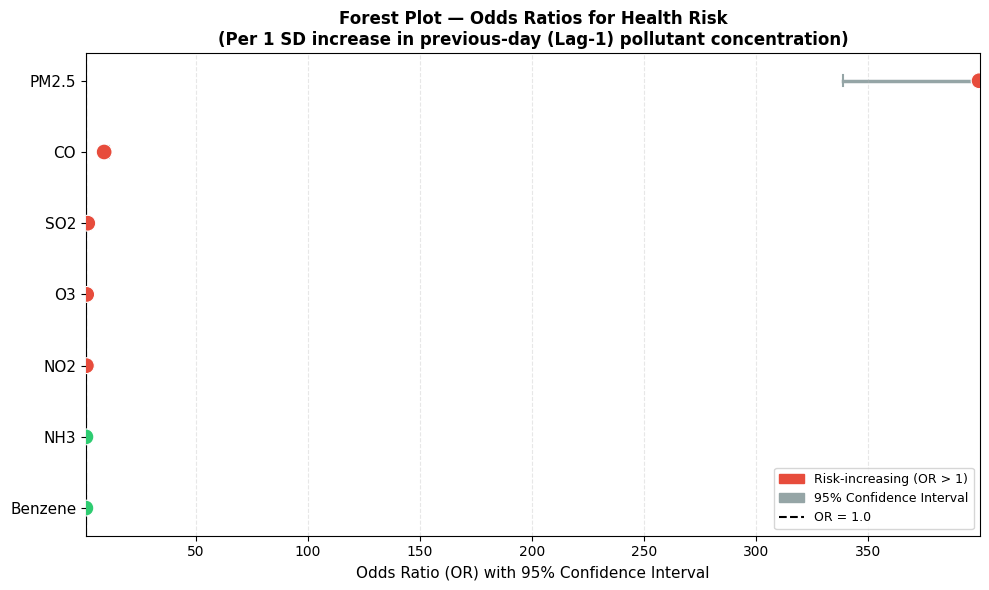 Forest Plot — Odds Ratios for Health Risk
(Per 1 SD increase in previous-day (Lag-1) pollutant concentration)
PM2.5
CO
SO2
O3
NO2
NH3
Benzene
Risk-increasing (OR > 1)
95% Confidence Interval
OR = 1.0
50 100 150 200 250 300 350
Odds Ratio (OR) with 95% Confidence Interval